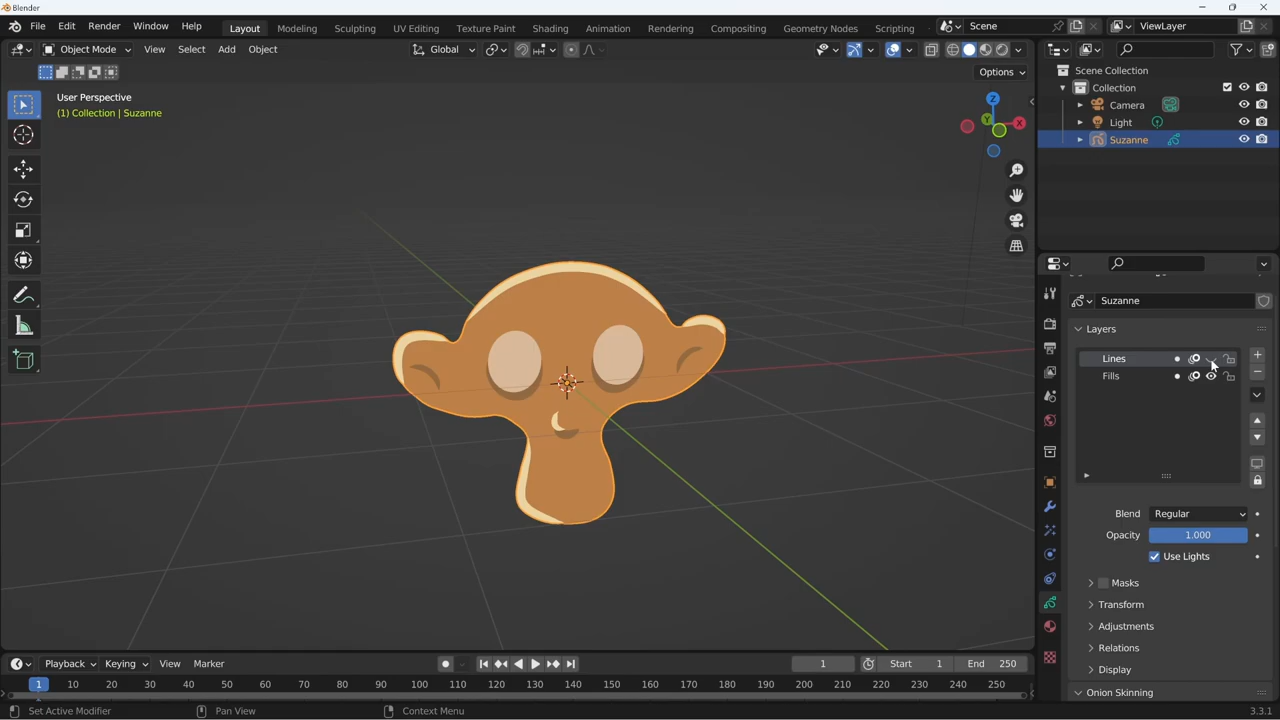 Blender
File Edit Render Window Help Layout Modeling Sculpting UV Editing Texture Paint Shading Animation Rendering Compositing Geometry Nodes Scripting Scene ViewLayer
Object Mode View Select Add Object Global
Options
User Perspective
(1) Collection | Suzanne
Z
X
Y
Scene Collection
Collection
Camera
Light
Suzanne
Suzanne
Layers
Lines
Fills
Blend Regular
Opacity 1.000
Use Lights
Masks
Transform
Adjustments
Relations
Display
Onion Skinning
Playback Keying View Marker 1 Start 1 End 250
1 10 20 30 40 50 60 70 80 90 100 110 120 130 140 150 160 170 180 190 200 210 220 230 240 250
Set Active Modifier Pan View Context Menu 3.3.1